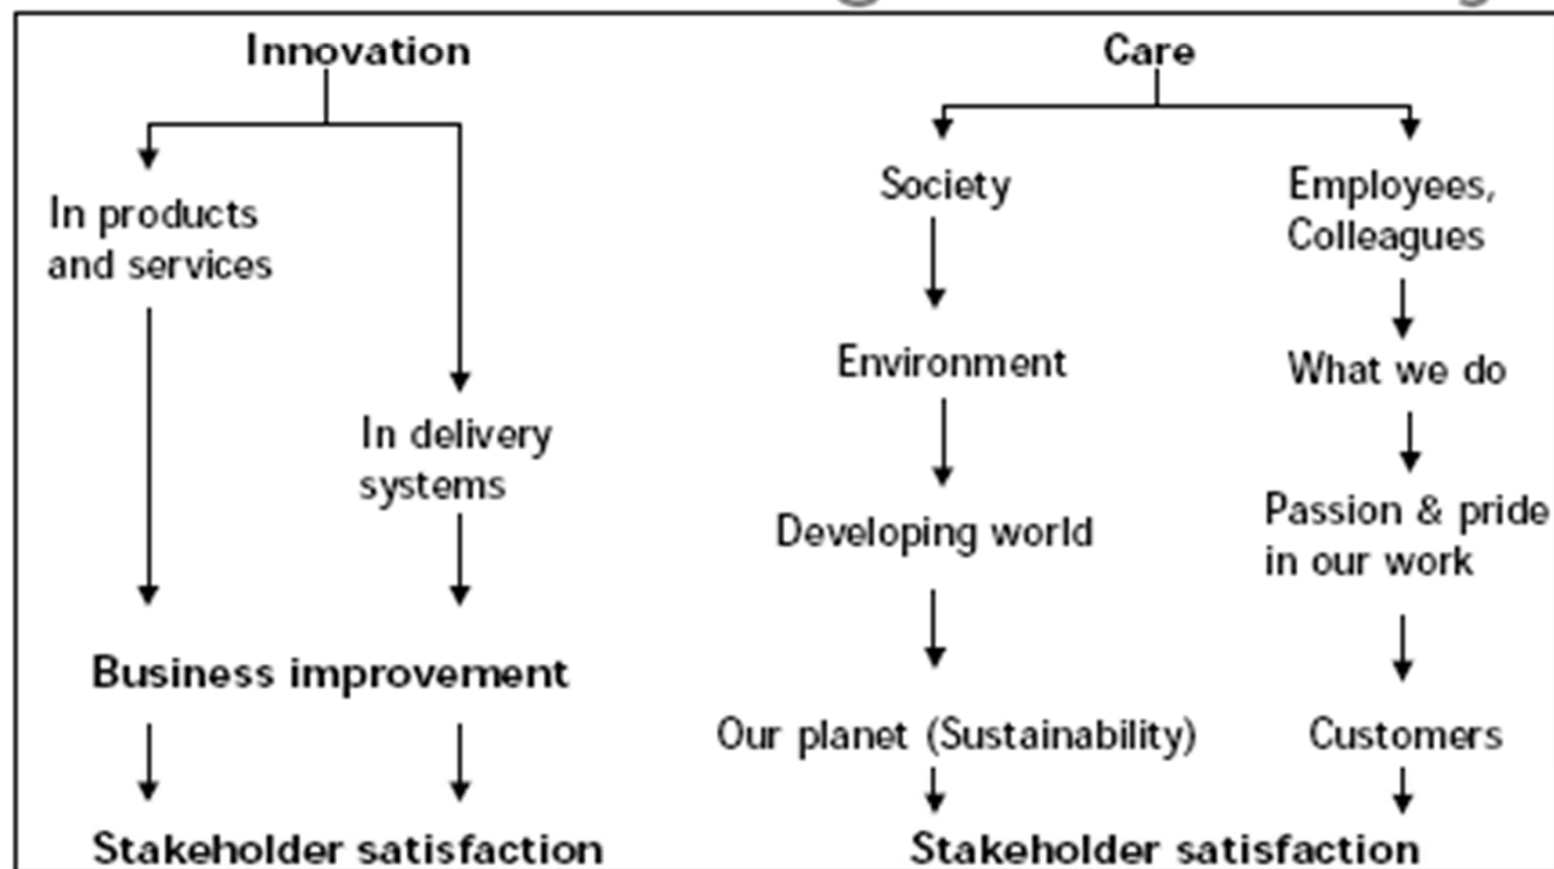 Innovation
In products
and services
In delivery
systems
Business improvement
Stakeholder satisfaction
Care
Society
Environment
Developing world
Our planet (Sustainability)
Employees,
Colleagues
What we do
Passion & pride
in our work
Customers
Stakeholder satisfaction